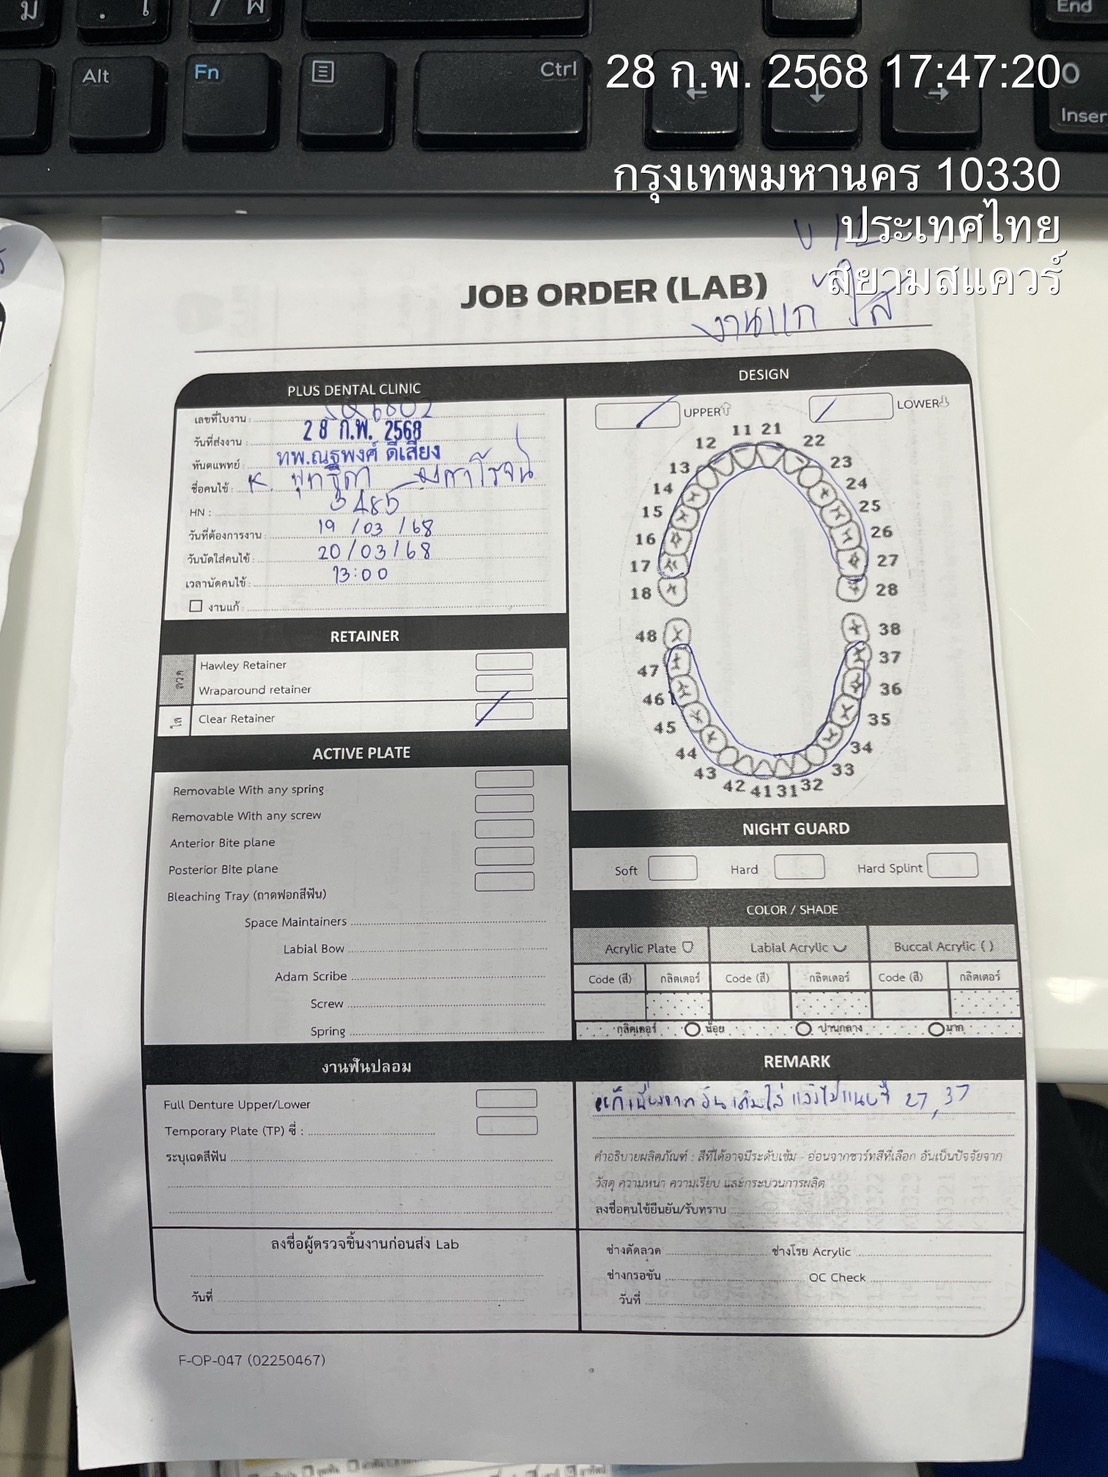 Alt
Fn
Ctrl
End
Inser
28 ก.พ. 2568 17:47:20
กรุงเทพมหานคร 10330
ประเทศไทย
สยามสแควร์
JOB ORDER (LAB)
งานแก้ ใส
PLUS DENTAL CLINIC
เลขที่ใบงาน :
วันที่ส่งงาน : 28 ก.พ. 2568
ทันตแพทย์ ทพ.ณฐพงศ์ ดีเสียง
ชื่อคนไข้ : K.
HN : 3485
วันที่ต้องการงาน : 19/03/68
วันนัดใส่คนไข้ : 20/03/68
เวลานัดคนไข้ : 13:00
งานแก้
DESIGN
UPPER
LOWER
11 21
12 22
13 23
14 24
15 25
16 26
17 27
18 28
48 38
47 37
46 36
45 35
44 34
43 33
42 41 31 32
RETAINER
ลวด
Hawley Retainer
Wraparound retainer
ใส
Clear Retainer
ACTIVE PLATE
Removable With any spring
Removable With any screw
Anterior Bite plane
Posterior Bite plane
Bleaching Tray (ถาดฟอกสีฟัน)
Space Maintainers
Labial Bow
Adam Scribe
Screw
Spring
NIGHT GUARD
Soft Hard Hard Splint
COLOR / SHADE
Acrylic Plate Labial Acrylic Buccal Acrylic ( )
Code (สี) กลิตเตอร์ Code (สี) กลิตเตอร์ Code (สี) กลิตเตอร์
กลิตเตอร์ น้อย ปานกลาง มาก
งานฟันปลอม
Full Denture Upper/Lower
Temporary Plate (TP) ซี่ :
ระบุเฉดสีฟัน
REMARK
แก้เนื่องจากอันเดิมใส่แล้วไม่แนบที่ 27, 37
คำอธิบายผลิตภัณฑ์ : สีที่ได้อาจมีระดับเข้ม - อ่อนจากชาร์ทสีที่เลือก อันเป็นปัจจัยจาก
วัสดุ ความหนา ความเรียบ และกระบวนการผลิต
ลงชื่อคนไข้ยืนยัน/รับทราบ
ลงชื่อผู้ตรวจชิ้นงานก่อนส่ง Lab
วันที่
ช่างดัดลวด ช่างโรย Acrylic
ช่างกรอขัด QC Check
วันที่
F-OP-047 (02250467)